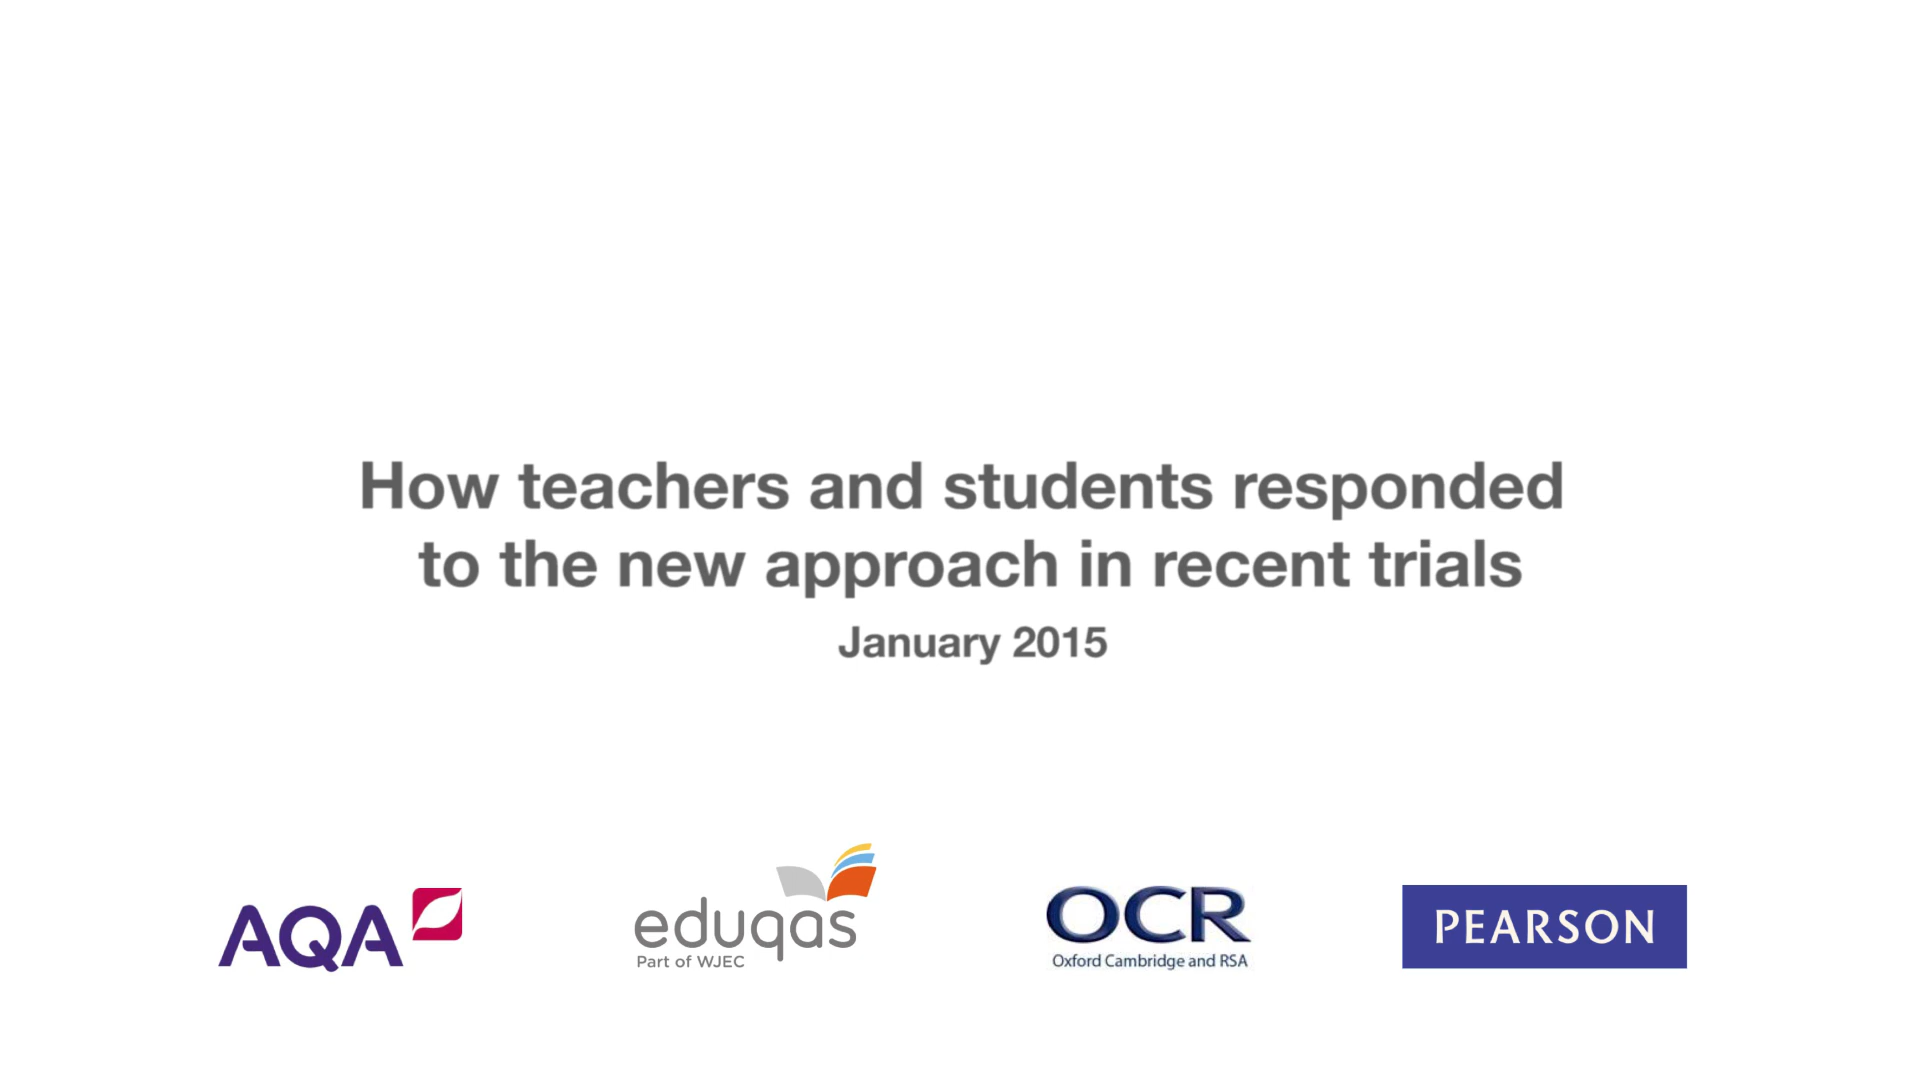 How teachers and students responded
to the new approach in recent trials
January 2015
AQA
eduqas
Part of WJEC
OCR
Oxford Cambridge and RSA
PEARSON